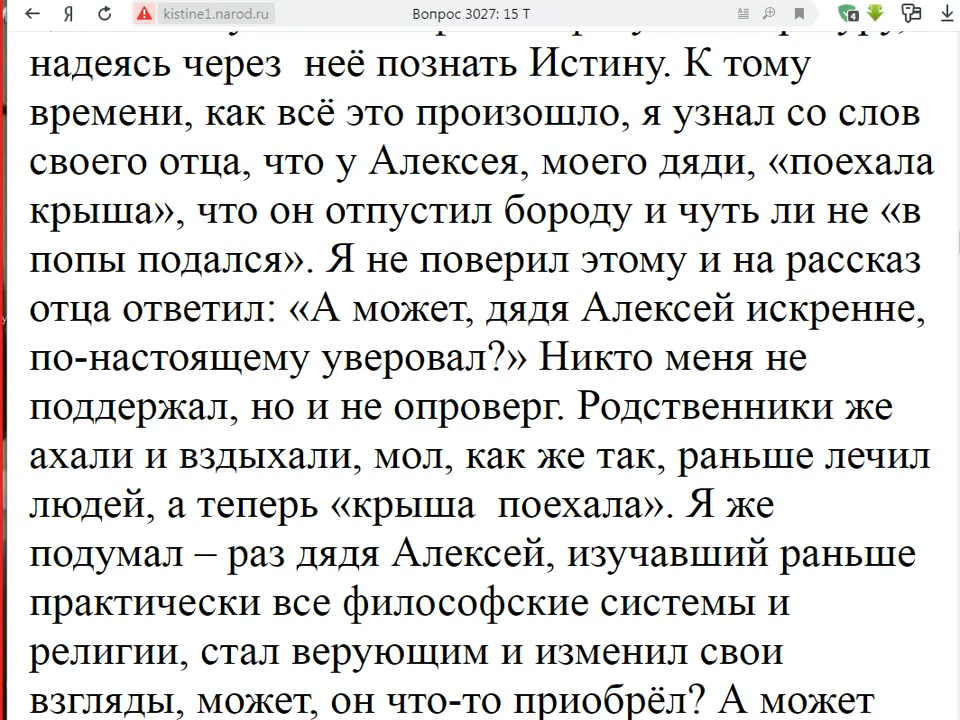 Я kistine1.narod.ru Вопрос 3027: 15 Т 4
надеясь через неё познать Истину. К тому
времени, как всё это произошло, я узнал со слов
своего отца, что у Алексея, моего дяди, «поехала
крыша», что он отпустил бороду и чуть ли не «в
попы подался». Я не поверил этому и на рассказ
отца ответил: «А может, дядя Алексей искренне,
по-настоящему уверовал?» Никто меня не
поддержал, но и не опроверг. Родственники же
ахали и вздыхали, мол, как же так, раньше лечил
людей, а теперь «крыша поехала». Я же
подумал – раз дядя Алексей, изучавший раньше
практически все философские системы и
религии, стал верующим и изменил свои
взгляды, может, он что-то приобрёл? А может